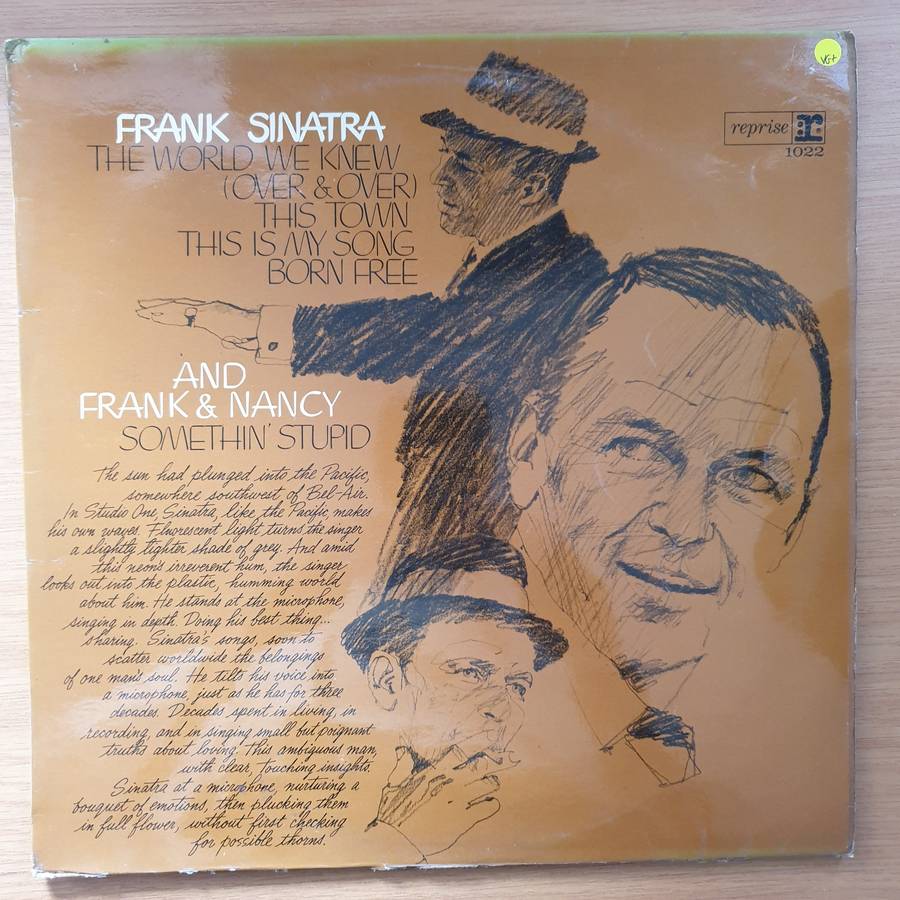 VG+
reprise
R
1022
FRANK SINATRA
THE WORLD WE KNEW
(OVER & OVER)
THIS TOWN
THIS IS MY SONG
BORN FREE
AND
FRANK & NANCY
SOMETHIN' STUPID
The sun had plunged into the Pacific,
somewhere southwest of Bel-Air.
In Studio One, Sinatra, like the Pacific, makes
his own waves. Fluorescent light turns the singer
a slightly lighter shade of grey. And amid
this neon's irreverent hum, the singer
looks out into the plastic, humming world
about him. He stands at the microphone,
singing in depth. Doing his best thing...
sharing. Sinatra's songs, soon to
scatter worldwide the belongings
of one man's soul. He tilts his voice into
a microphone, just as he has for three
decades. Decades spent in living, in
recording, and in singing small but poignant
truths about loving. This ambiguous man,
with clear, touching insights.
Sinatra at a microphone, nurturing a
bouquet of emotions, then plucking them
in full flower, without first checking
for possible thorns.